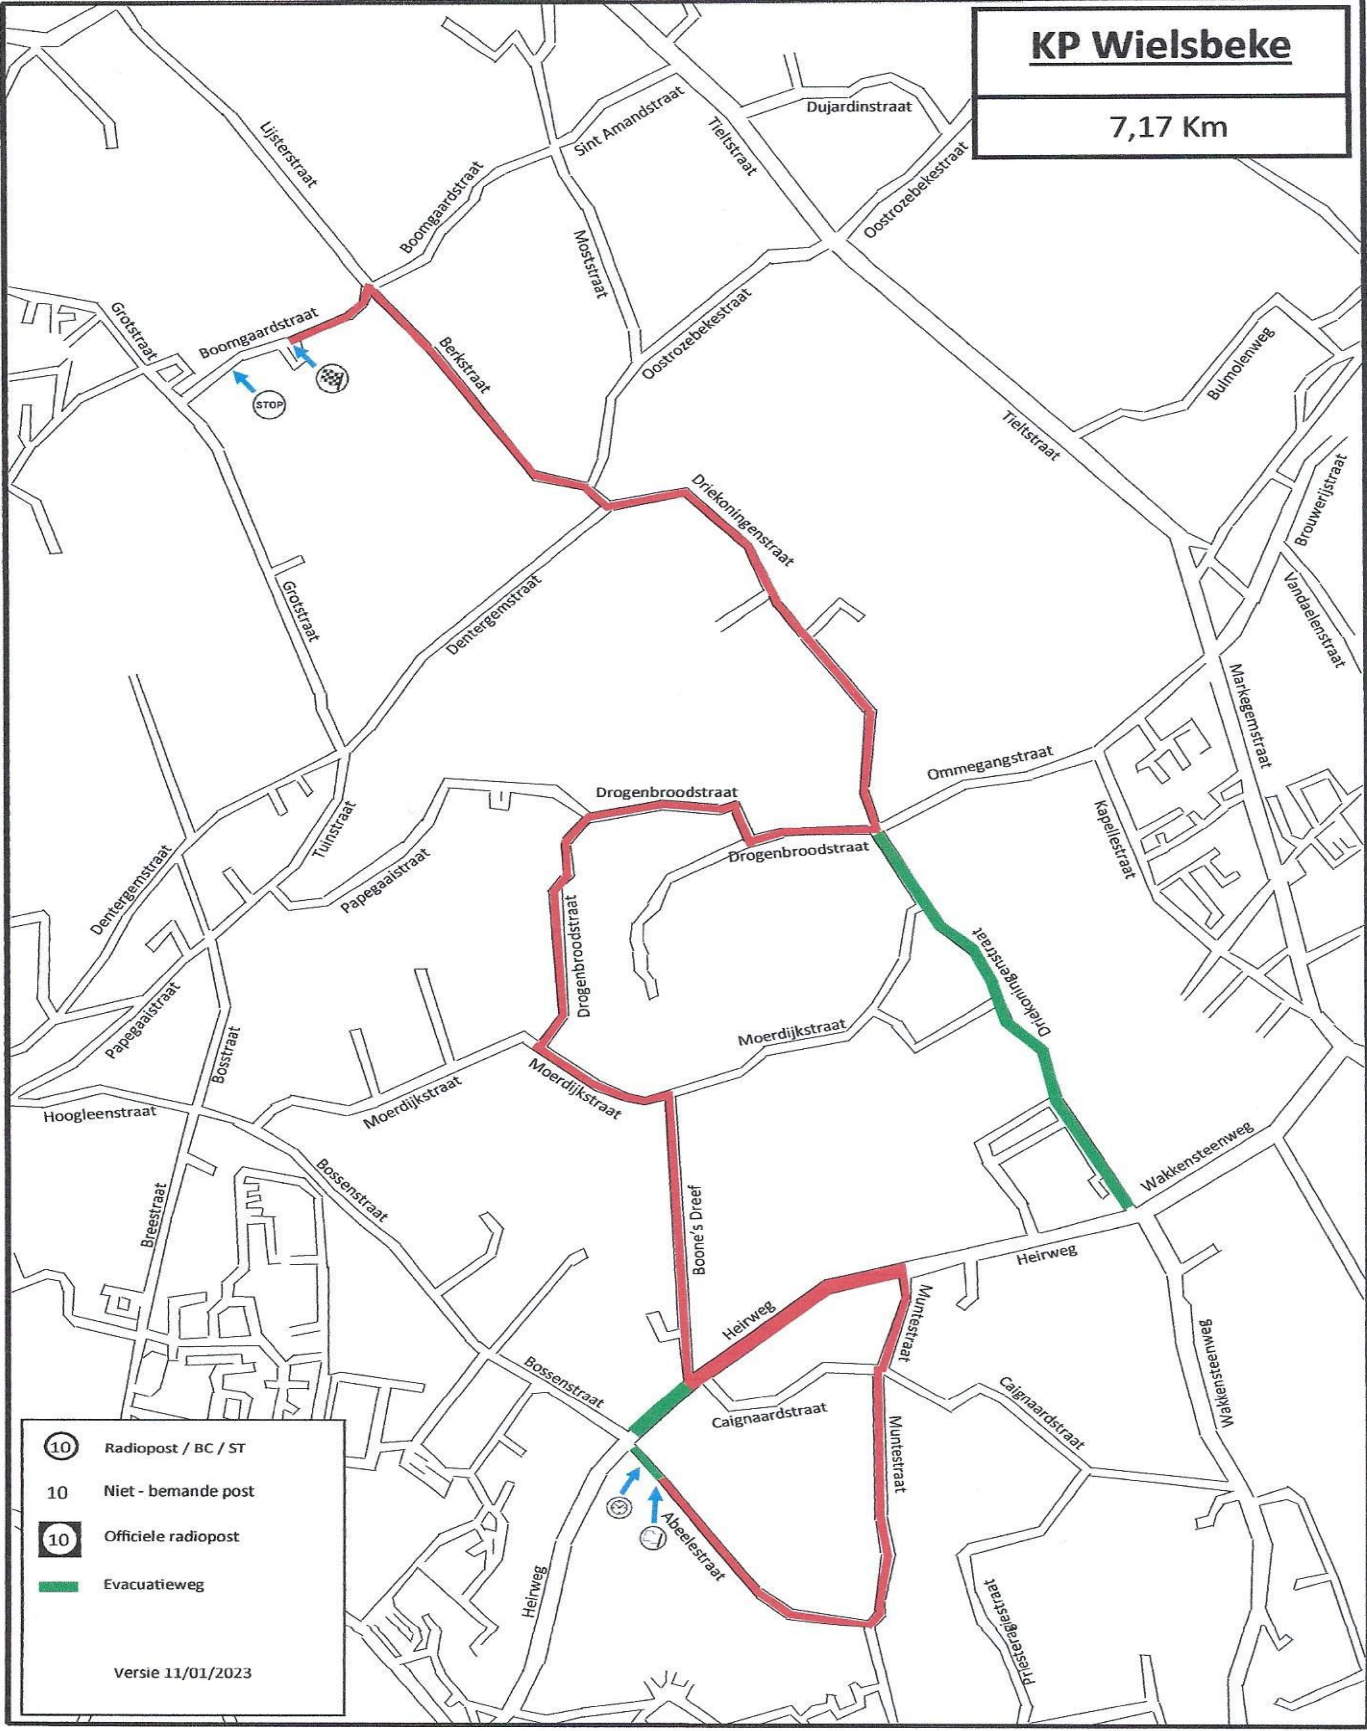 KP Wielsbeke
7,17 Km
Dujardinstraat
Sint Amandstraat
Tieltstraat
Lijsterstraat
Boomgaardstraat
Oostrozebekestraat
Moststraat
Grotstraat
Boomgaardstraat
Berkstraat
Oostrozebekestraat
Bulmolenweg
STOP
Tieltstraat
Driekoningenstraat
Brouwerijstraat
Grotstraat
Dentergemstraat
Vandaelenstraat
Markegemstraat
Ommegangstraat
Drogenbroodstraat
Kapellestraat
Tuinstraat
Drogenbroodstraat
Papegaaistraat
Dentergemstraat
Drogenbroodstraat
Driekoningenstraat
Papegaaistraat
Moerdijkstraat
Bosstraat
Moerdijkstraat
Moerdijkstraat
Hoogleenstraat
Wakkensteenweg
Bossenstraat
Breestraat
Boone's Dreef
Heirweg
Heirweg
Muntestraat
Wakkensteenweg
Bossenstraat
Caignaardstraat
Caignaardstraat
Muntestraat
Abeelestraat
Heirweg
Priesteragiestraat
10 Radiopost / BC / ST
10 Niet - bemande post
10 Officiele radiopost
Evacuatieweg
Versie 11/01/2023